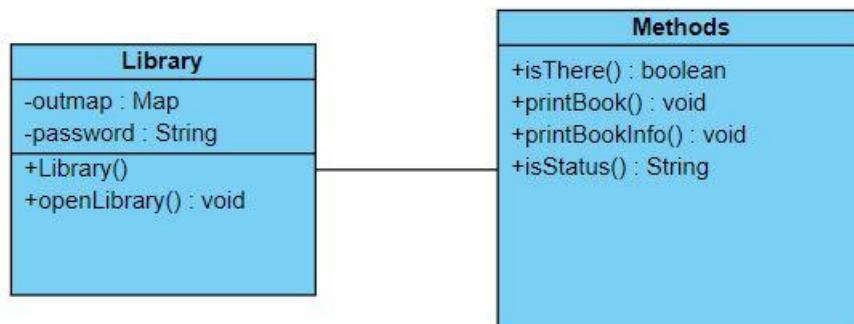 Library
-outmap : Map
-password : String
+Library()
+openLibrary() : void
Methods
+isThere() : boolean
+printBook() : void
+printBookInfo() : void
+isStatus() : String